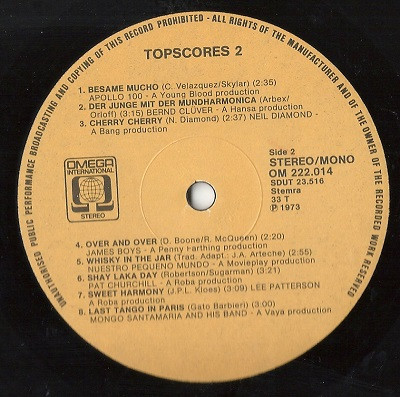 UNAUTHORISED PUBLIC PERFORMANCE BROADCASTING AND COPYING OF THIS RECORD PROHIBITED - ALL RIGHTS OF THE MANUFACTURER AND OF THE OWNER OF THE RECORDED WORK RESERVED
TOPSCORES 2
1. BESAME MUCHO (C. Velazquez/Skylar) (2:35)
APOLLO 100 - A Young Blood production
2. DER JUNGE MIT DER MUNDHARMONICA (Arbex/
Orloff) (3:15) BERND CLÜVER - A Hansa production
3. CHERRY CHERRY (N. Diamond) (2:37) NEIL DIAMOND -
A Bang production
OMEGA
INTERNATIONAL
STEREO
Side 2
STEREO/MONO
OM 222.014
SDUT 23.516
Stemra
33 T
℗ 1973
4. OVER AND OVER (D. Boone/R. McQueen) (2:20)
JAMES BOYS - A Penny Farthing production
5. WHISKY IN THE JAR (Trad. Adapt. J.A. Arteche) (2:55)
NUESTRO PEQUENO MUNDO - A Movieplay production
6. SHAY LAKA DAY (Robertson/Sugarman) (3:21)
PAT CHURCHILL - A Roba production
7. SWEET HARMONY (J.P.L. Kloes) (3:09) LEE PATTERSON
A Roba production
8. LAST TANGO IN PARIS (Gato Barbieri) (3:00)
MONGO SANTAMARIA AND HIS BAND - A Vaya production